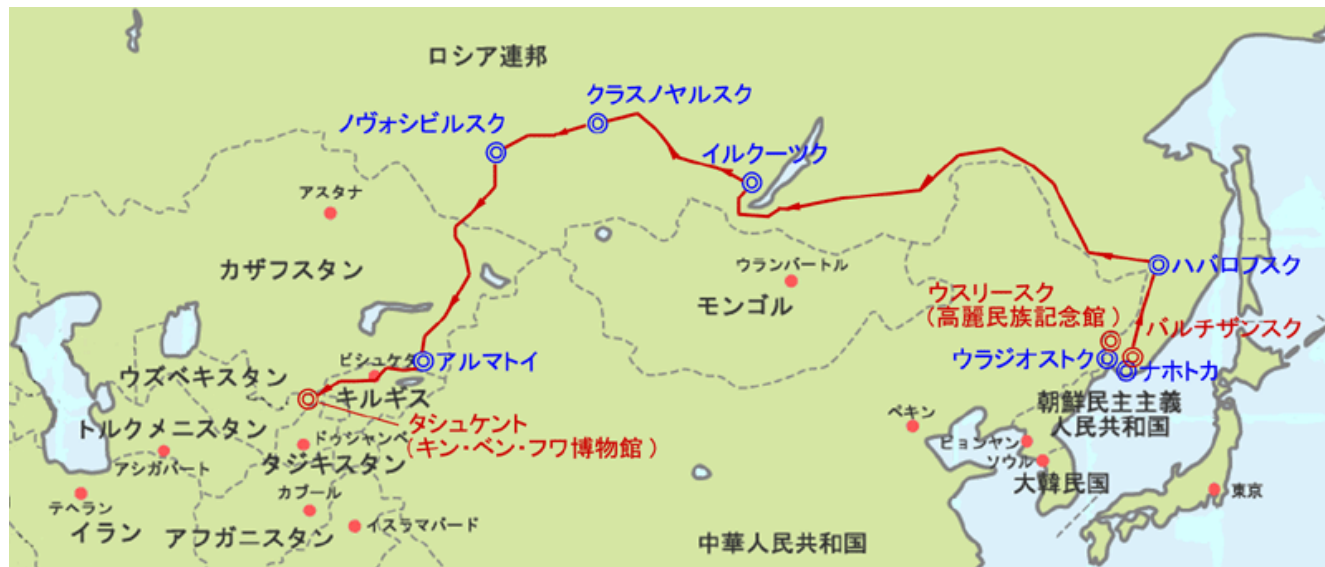 ロシア連邦
クラスノヤルスク
ノヴォシビルスク
イルクーツク
アスタナ
カザフスタン
ウランバートル
モンゴル
ハバロフスク
ウスリースク
(高麗民族記念館)
パルチザンスク
ウラジオストク
ナホトカ
ビシュケク
アルマトイ
ウズベキスタン
キルギス
朝鮮民主主義
人民共和国
タシュケント
(キン・ペン・フワ博物館)
トルクメニスタン
ドゥシャンベ
タジキスタン
アシガバート
ペキン
ピョンヤン
ソウル
大韓民国
テヘラン
イラン
カブール
アフガニスタン
イスラマバード
東京
中華人民共和国